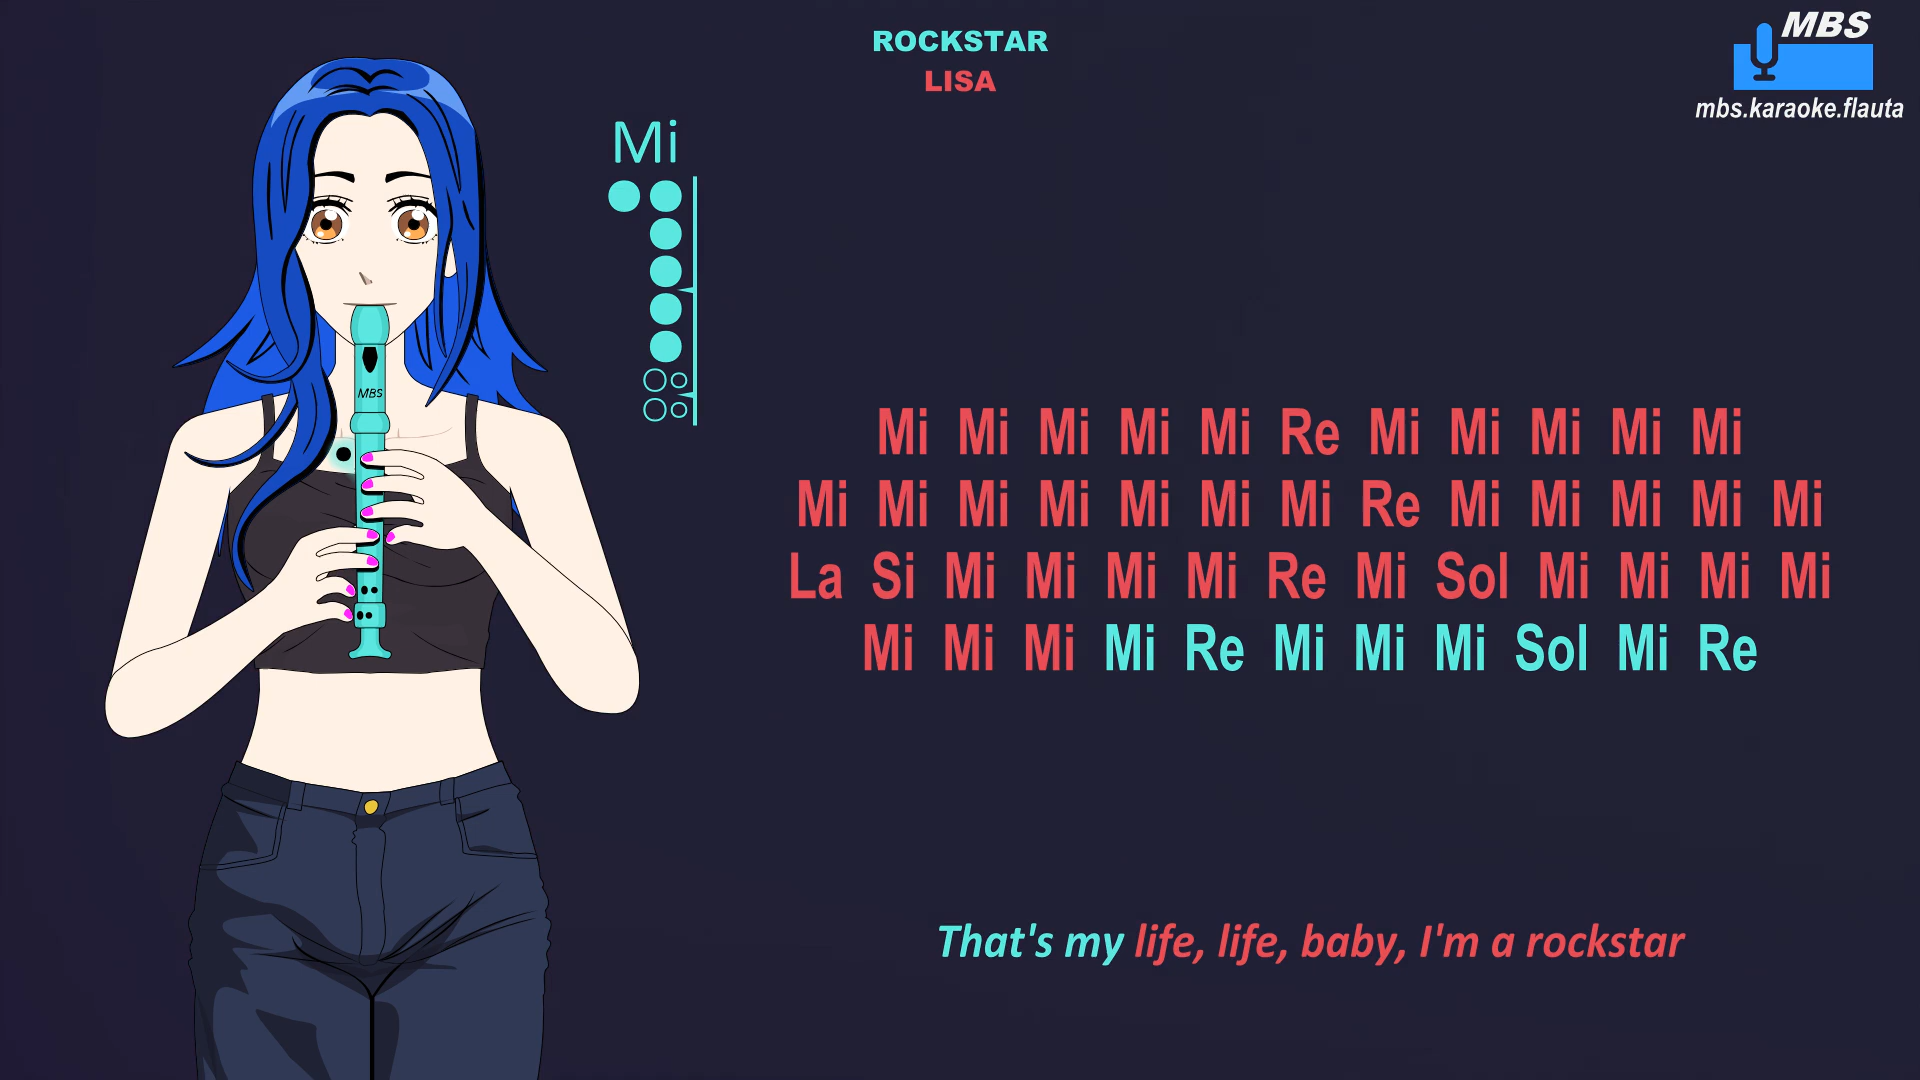 ROCKSTAR
LISA
MBS
mbs.karaoke.flauta
Mi
MBS
Mi Mi Mi Mi Mi Re Mi Mi Mi Mi Mi
Mi Mi Mi Mi Mi Mi Mi Re Mi Mi Mi Mi Mi
La Si Mi Mi Mi Mi Re Mi Sol Mi Mi Mi Mi
Mi Mi Mi Mi Re Mi Mi Mi Sol Mi Re
That's my life, life, baby, I'm a rockstar